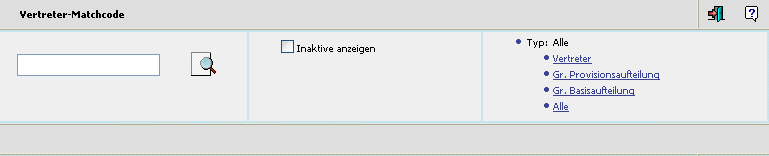 Vertreter-Matchcode
Inaktive anzeigen
Typ: Alle
Vertreter
Gr. Provisionsaufteilung
Gr. Basisaufteilung
Alle